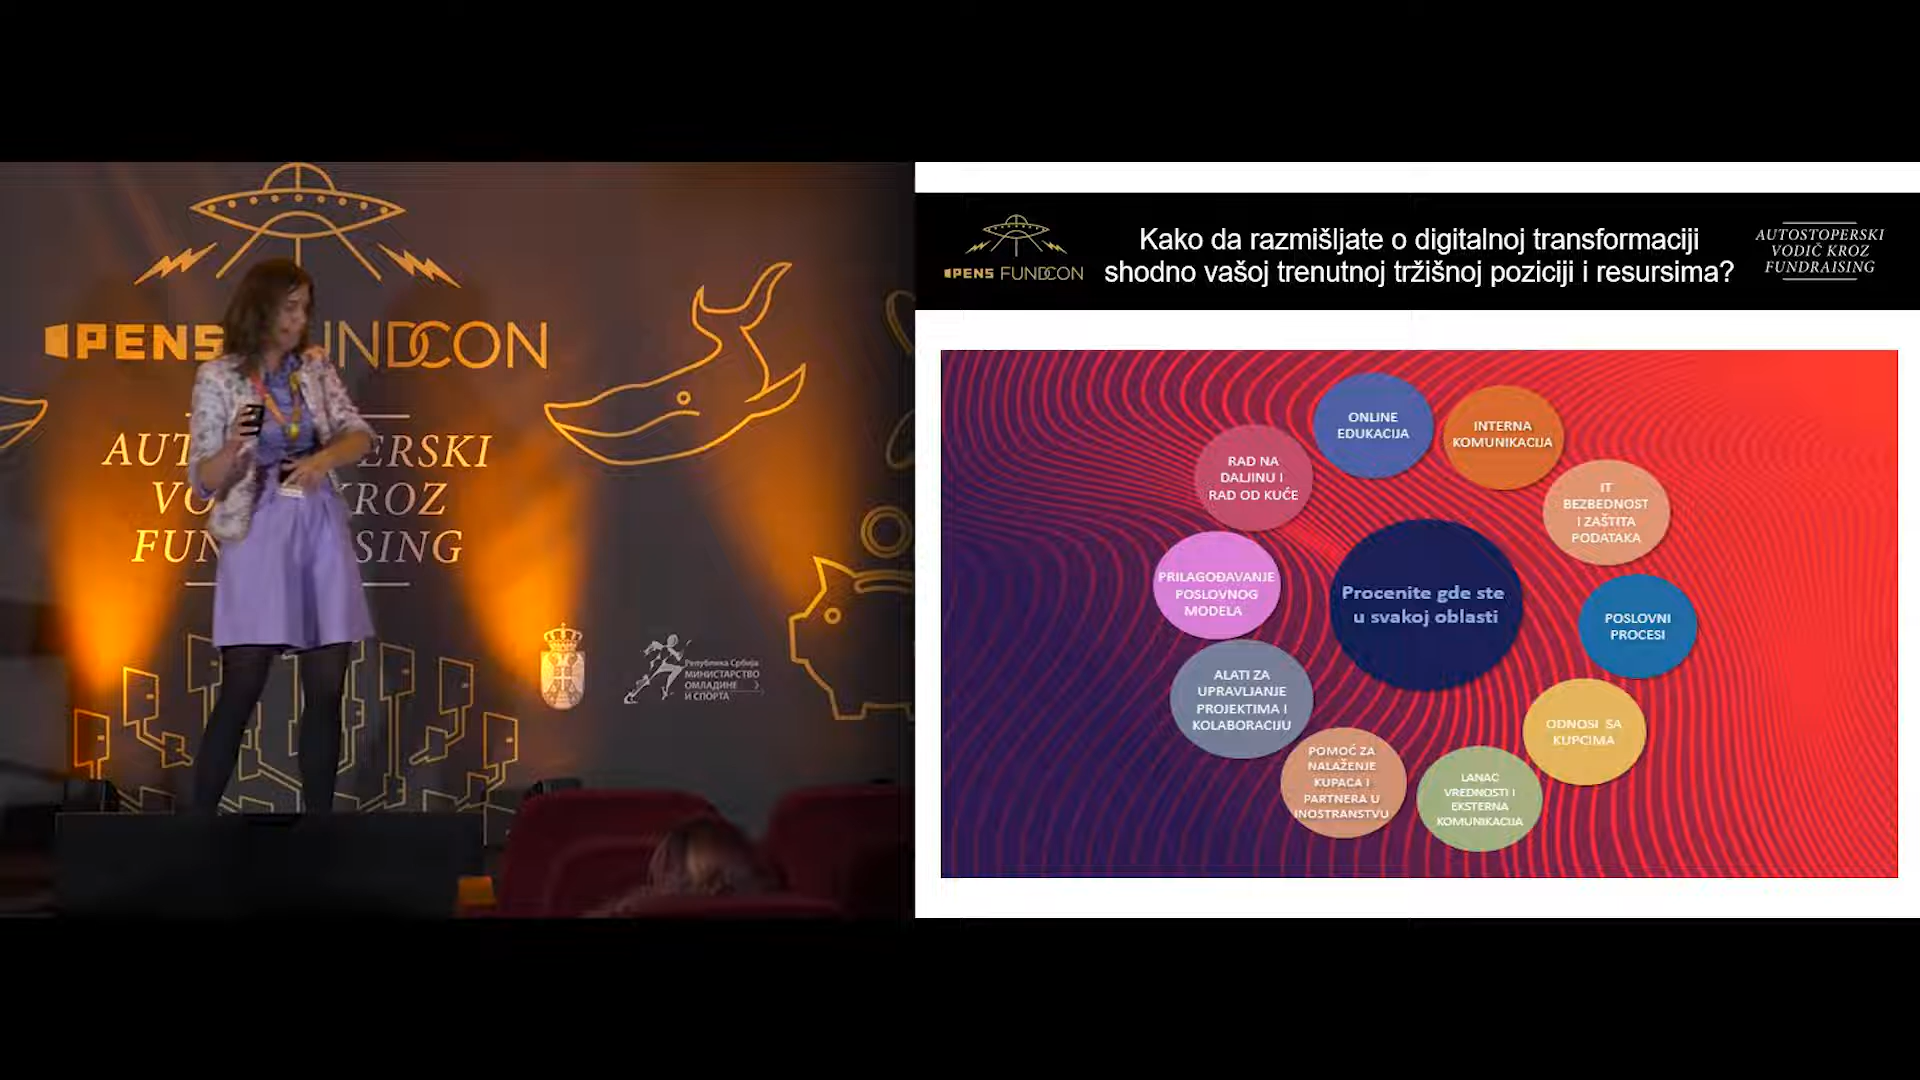 OPENS FUNDCON
AUTOSTOPERSKI
VODIČ KROZ
FUNDRAISING
Република Србија
МИНИСТАРСТВО
ОМЛАДИНЕ
И СПОРТА
OPENS FUNDCON
Kako da razmišljate o digitalnoj transformaciji
shodno vašoj trenutnoj tržišnoj poziciji i resursima?
AUTOSTOPERSKI
VODIČ KROZ
FUNDRAISING
ONLINE
EDUKACIJA
INTERNA
KOMUNIKACIJA
IT
BEZBEDNOST
I ZAŠTITA
PODATAKA
POSLOVNI
PROCESI
ODNOSI SA
KUPCIMA
LANAC
VREDNOSTI I
EKSTERNA
KOMUNIKACIJA
POMOĆ ZA
NALAŽENJE
KUPACA I
PARTNERA U
INOSTRANSTVU
ALATI ZA
UPRAVLJANJE
PROJEKTIMA I
KOLABORACIJU
PRILAGOĐAVANJE
POSLOVNOG
MODELA
RAD NA
DALJINU I
RAD OD KUĆE
Procenite gde ste
u svakoj oblasti